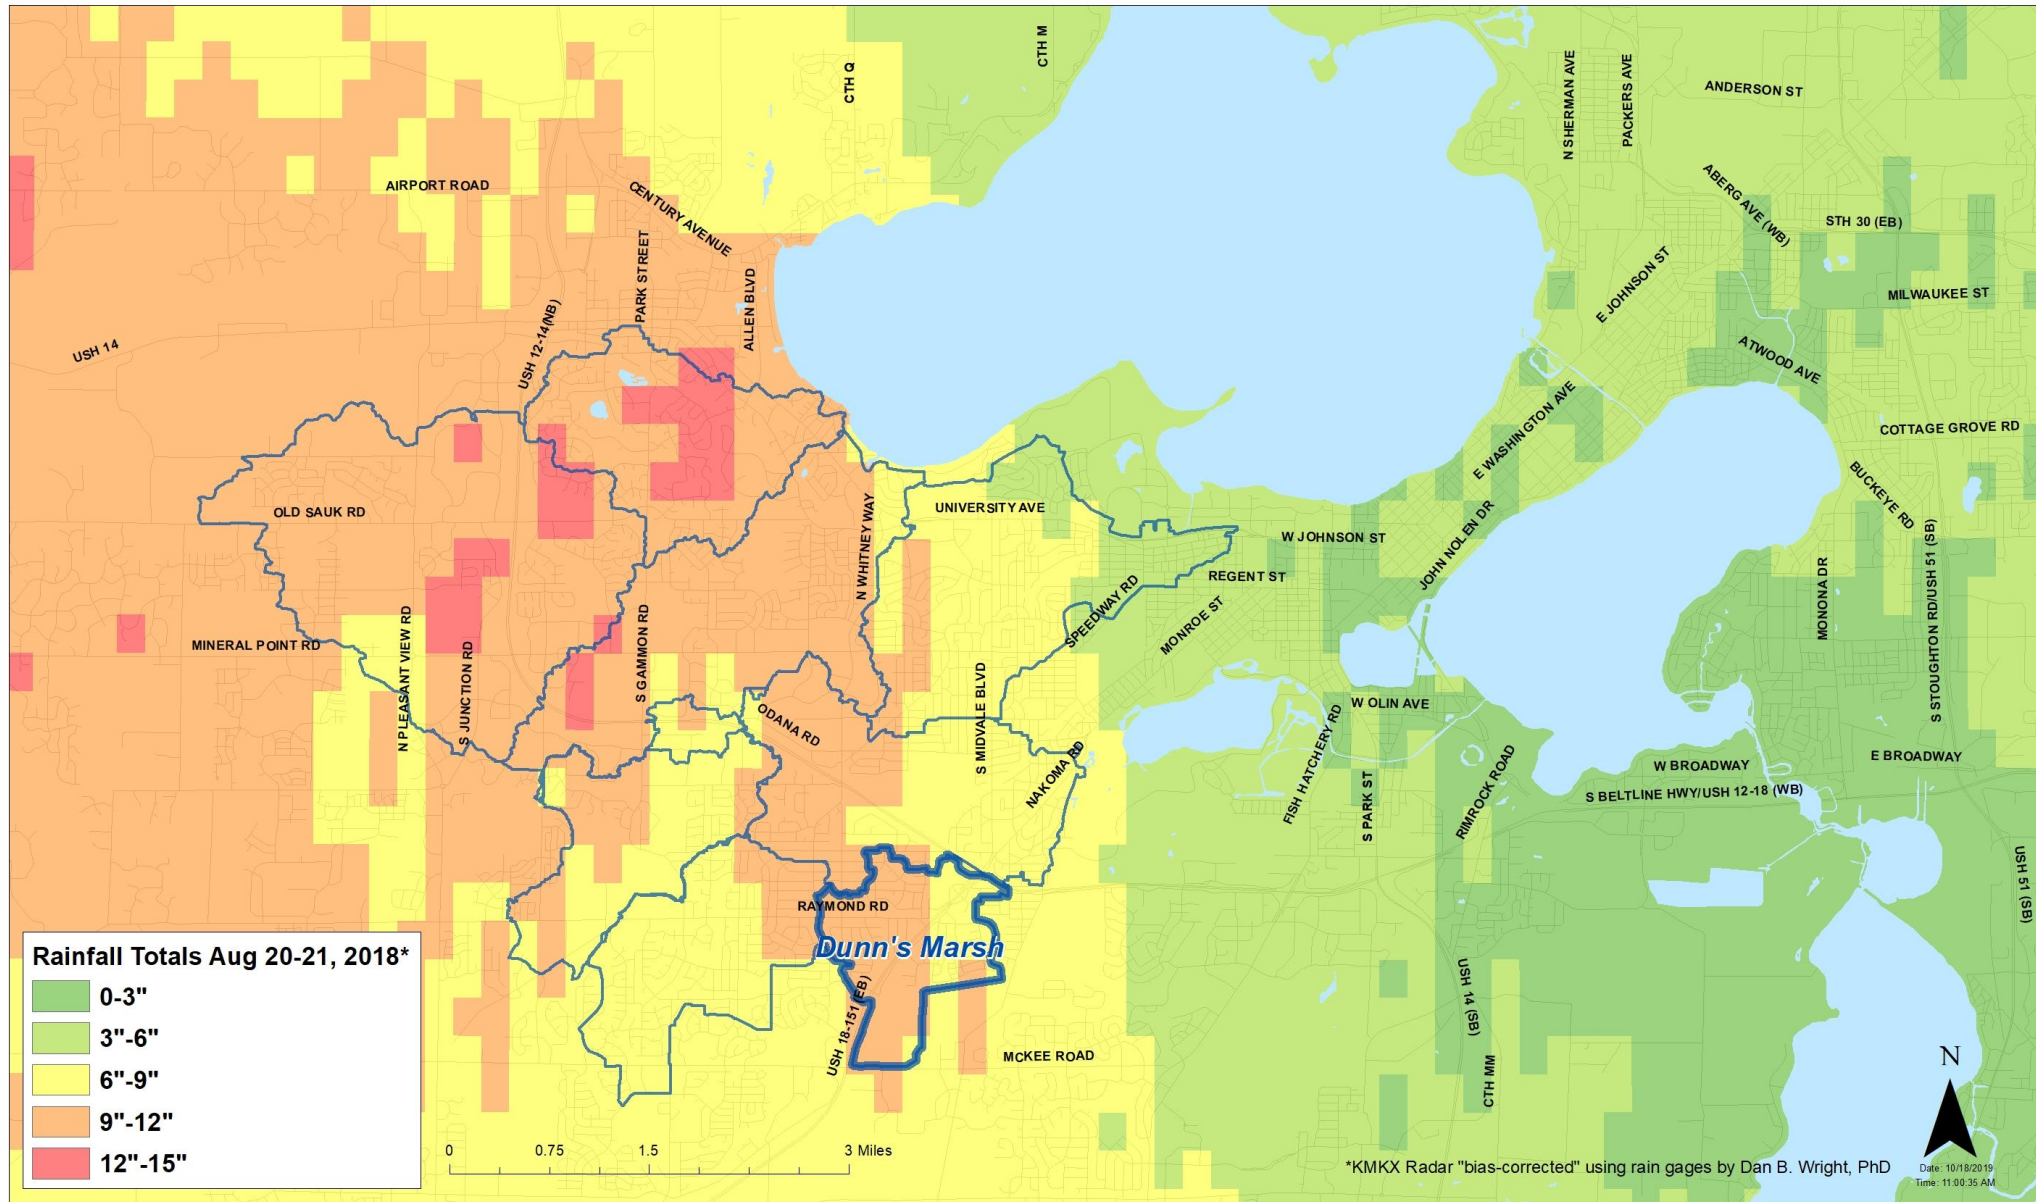 CTH M
CTH Q
N SHERMAN AVE
PACKERS AVE
ANDERSON ST
AIRPORT ROAD
CENTURY AVENUE
ABERG AVE (WB)
STH 30 (EB)
PARK STREET
ALLEN BLVD
E JOHNSON ST
MILWAUKEE ST
USH 14
USH 12-14(NB)
ATWOOD AVE
E WASHINGTON AVE
COTTAGE GROVE RD
BUCKEYE RD
OLD SAUK RD
UNIVERSITY AVE
N WHITNEY WAY
W JOHNSON ST
JOHN NOLEN DR
REGENT ST
SPEEDWAY RD
MONROE ST
MONONA DR
S STOUGHTON RD/USH 51 (SB)
MINERAL POINT RD
N PLEASANT VIEW RD
S JUNCTION RD
S GAMMON RD
ODANA RD
S MIDVALE BLVD
NAKOMA RD
W OLIN AVE
FISH HATCHERY RD
S PARK ST
RIMROCK ROAD
W BROADWAY
E BROADWAY
S BELTLINE HWY/USH 12-18 (WB)
USH 51 (SB)
RAYMOND RD
Dunn's Marsh
USH 18-151 (EB)
MCKEE ROAD
USH 14 (SB)
CTH MM
Rainfall Totals Aug 20-21, 2018*
0-3"
3"-6"
6"-9"
9"-12"
12"-15"
0 0.75 1.5 3 Miles
N
*KMKX Radar "bias-corrected" using rain gages by Dan B. Wright, PhD
Date: 10/18/2019
Time: 11:00:35 AM